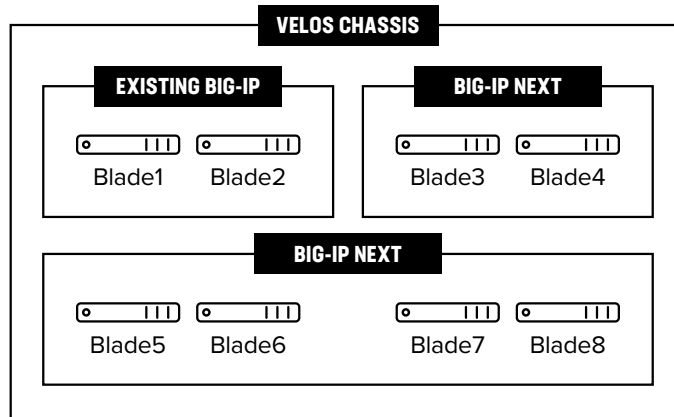 VELOS CHASSIS
EXISTING BIG-IP
Blade1 Blade2
BIG-IP NEXT
Blade3 Blade4
BIG-IP NEXT
Blade5 Blade6 Blade7 Blade8